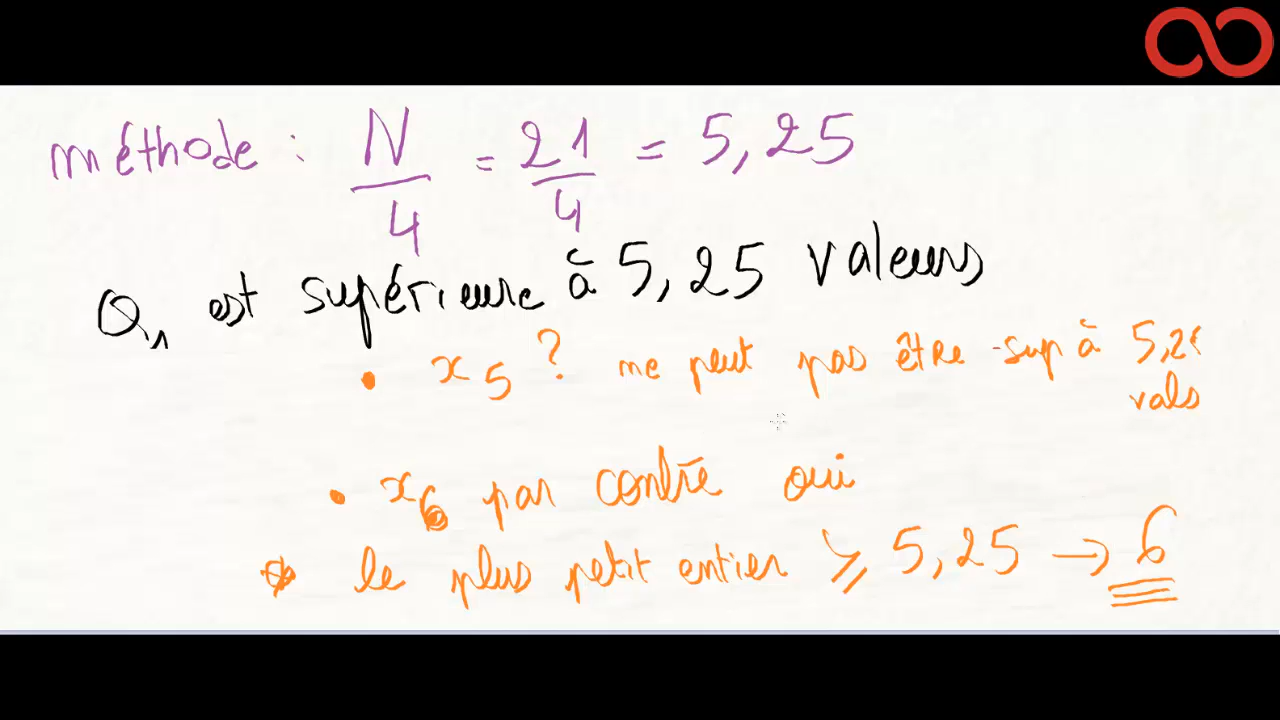 méthode : N/4 = 21/4 = 5,25
Q₁ est supérieure à 5,25 valeurs
• x₅ ? ne peut pas être sup à 5,25
vals
• x₆ par contre oui
* le plus petit entier ⩾ 5,25 → 6